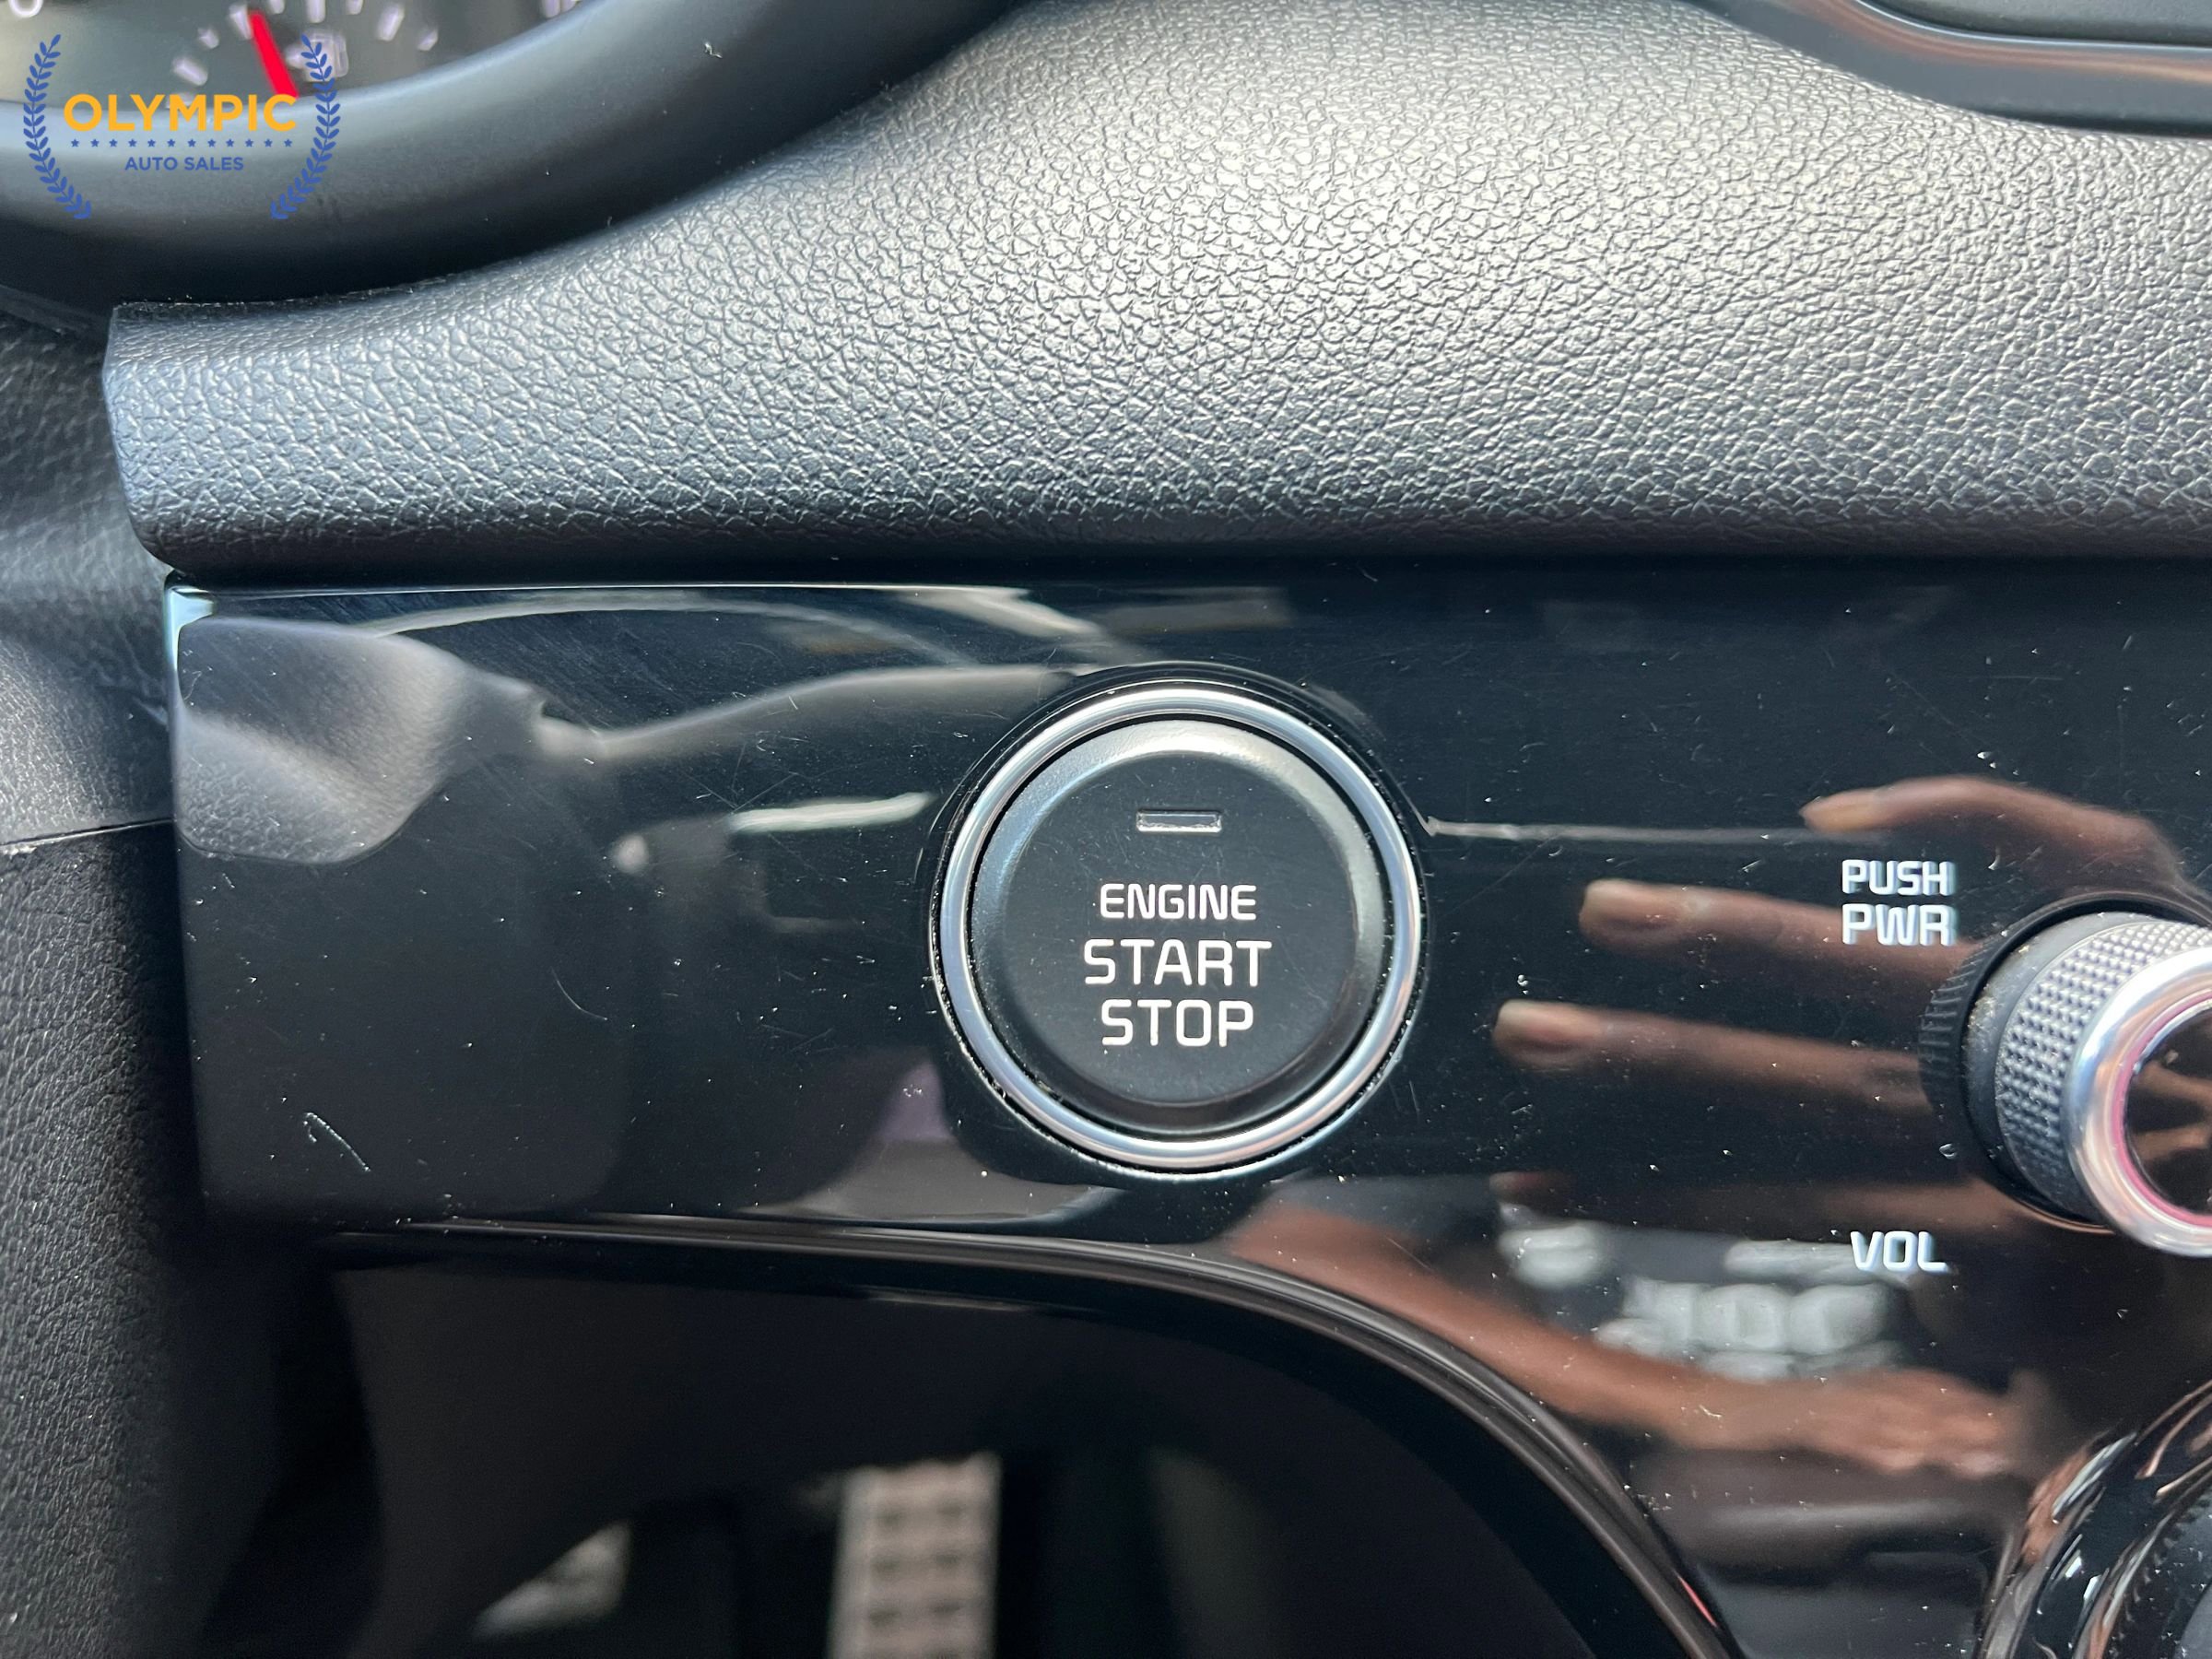 OLYMPIC
AUTO SALES
ENGINE
START
STOP
PUSH
PWR
VOL